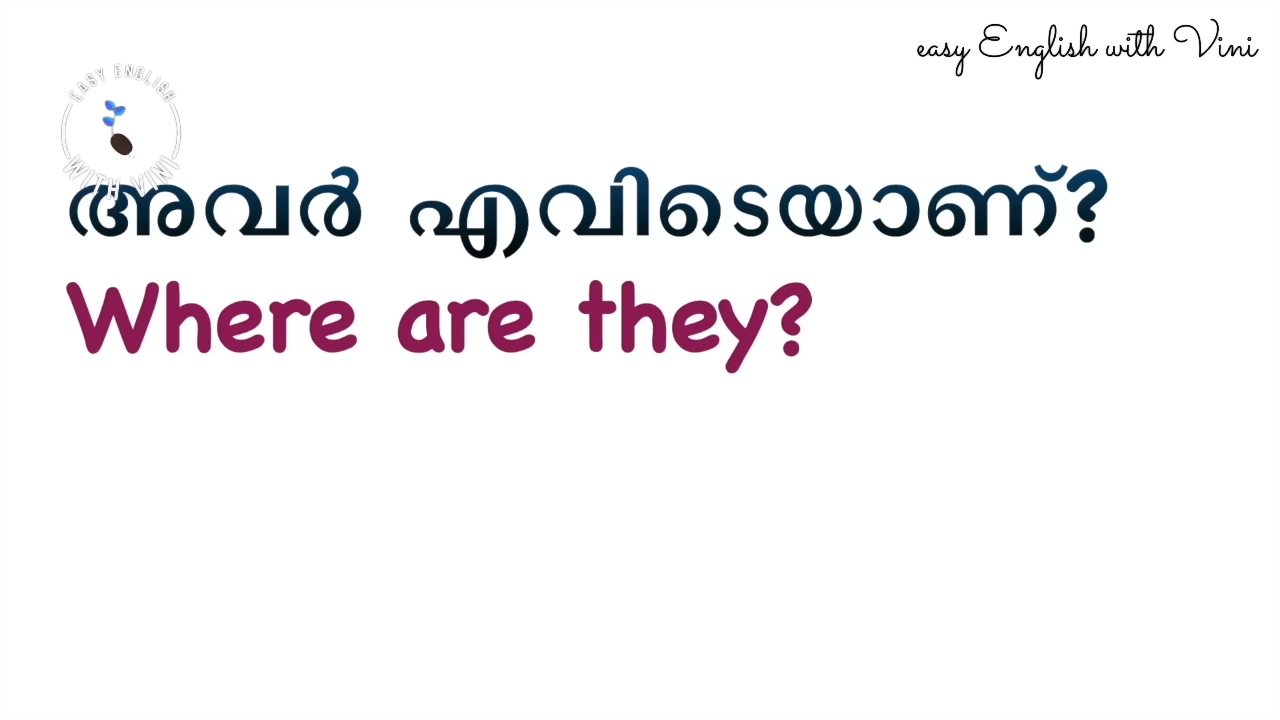 easy English with Vini
EASY ENGLISH
WITH VINI
അവർ എവിടെയാണ്?
Where are they?